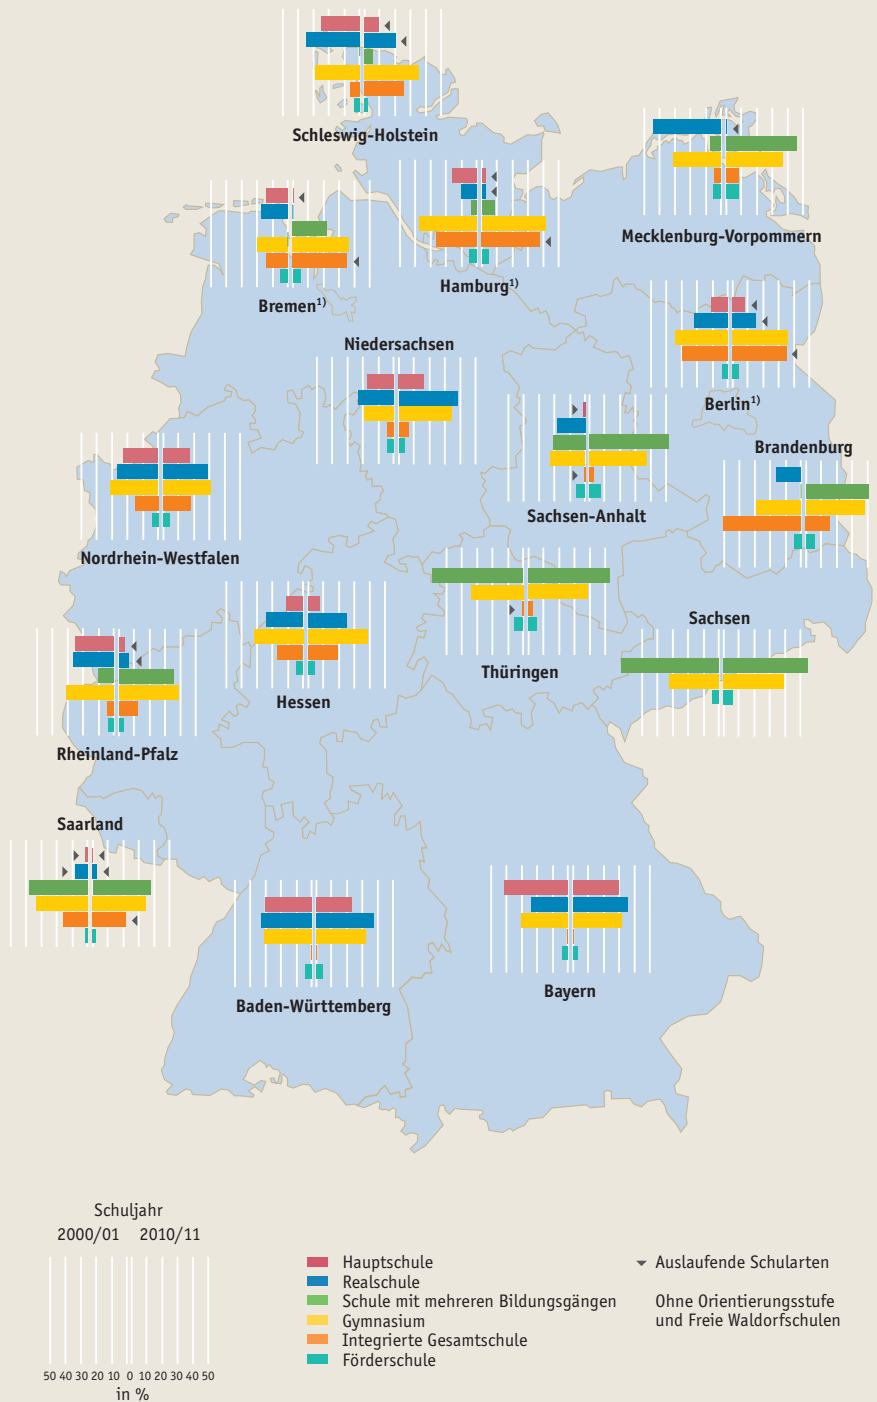 Schleswig-Holstein
Mecklenburg-Vorpommern
Hamburg¹⁾
Bremen¹⁾
Niedersachsen
Berlin¹⁾
Brandenburg
Sachsen-Anhalt
Nordrhein-Westfalen
Sachsen
Thüringen
Hessen
Rheinland-Pfalz
Saarland
Bayern
Baden-Württemberg
Schuljahr
2000/01 2010/11
50 40 30 20 10 0 10 20 30 40 50
in %
Hauptschule
Realschule
Schule mit mehreren Bildungsgängen
Gymnasium
Integrierte Gesamtschule
Förderschule
Auslaufende Schularten
Ohne Orientierungsstufe
und Freie Waldorfschulen